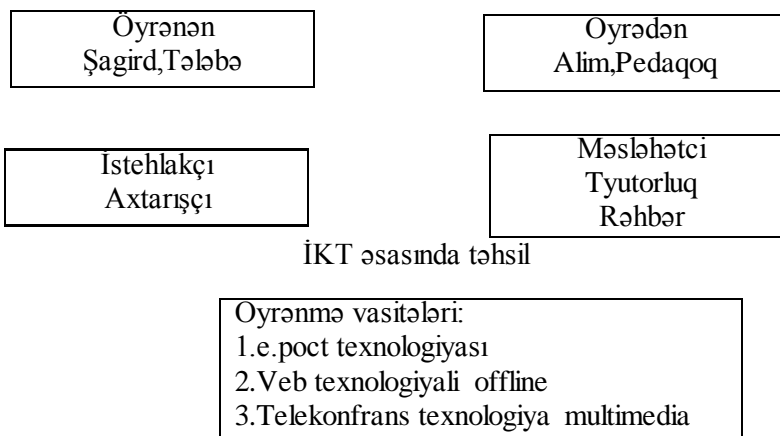 Öyrənən
Şagird,Tələbə
Oyrədən
Alim,Pedaqoq
İstehlakçı
Axtarışçı
Məsləhətci
Tyutorluq
Rəhbər
İKT əsasında təhsil
Oyrənmə vasitələri:
1.e.poct texnologiyası
2.Veb texnologiyali offline
3.Telekonfrans texnologiya multimedia